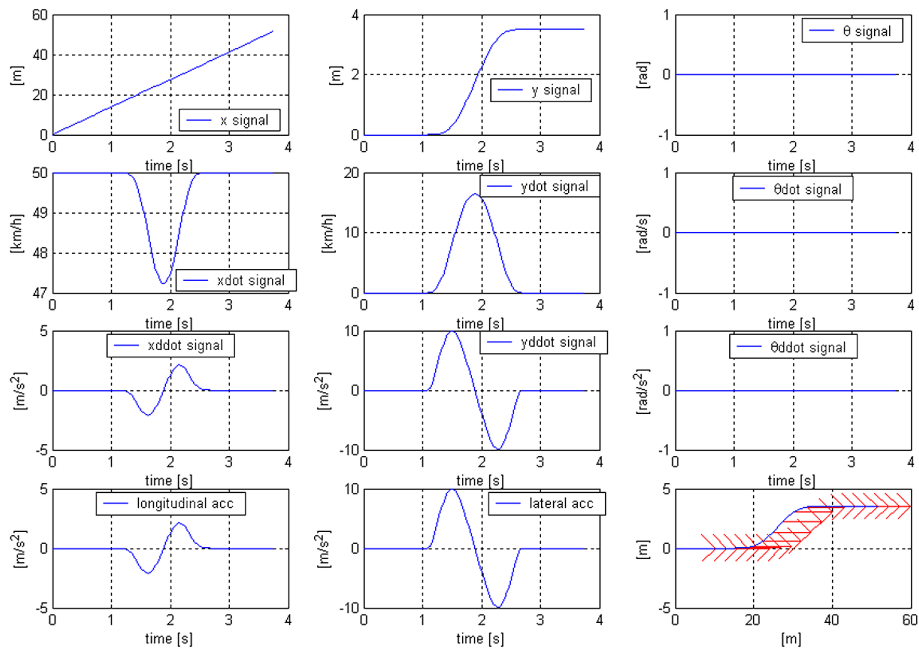 60
40
20
0
[m]
x signal
0 1 2 3 4
time [s]
4
2
0
[m]
y signal
0 1 2 3 4
time [s]
1
0
-1
[rad]
θ signal
0 1 2 3 4
time [s]
50
49
48
47
[km/h]
xdot signal
0 1 2 3 4
time [s]
20
10
0
[km/h]
ydot signal
0 1 2 3 4
time [s]
1
0
-1
[rad/s]
θdot signal
0 1 2 3 4
time [s]
5
0
-5
[m/s²]
xddot signal
0 1 2 3 4
time [s]
10
0
-10
[m/s²]
yddot signal
0 1 2 3 4
time [s]
1
0
-1
[rad/s²]
θddot signal
0 1 2 3 4
time [s]
5
0
-5
[m/s²]
longitudinal acc
0 1 2 3 4
time [s]
10
0
-10
[m/s²]
lateral acc
0 1 2 3 4
time [s]
5
0
-5
[m]
0 20 40 60
[m]